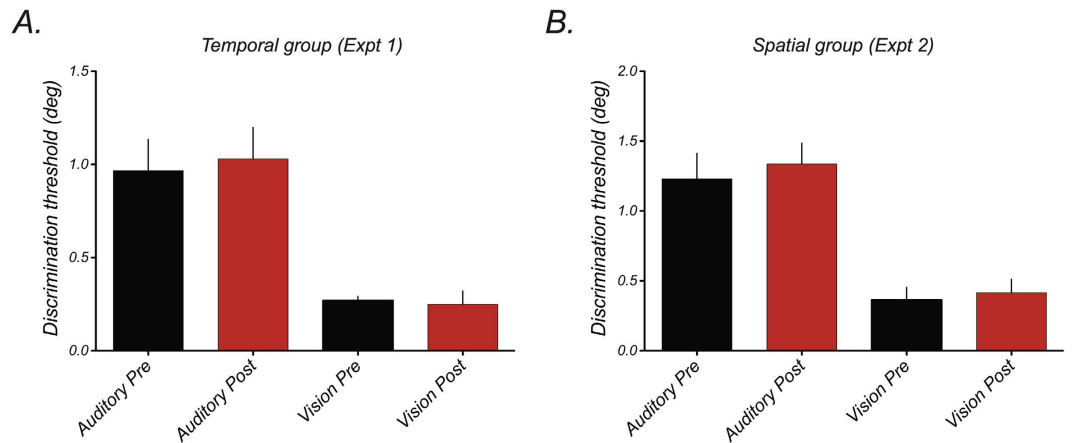 A.
Temporal group (Expt 1)
Discrimination threshold (deg)
1.5
1.0
0.5
0.0
Auditory Pre
Auditory Post
Vision Pre
Vision Post
B.
Spatial group (Expt 2)
Discrimination threshold (deg)
2.0
1.5
1.0
0.5
0.0
Auditory Pre
Auditory Post
Vision Pre
Vision Post